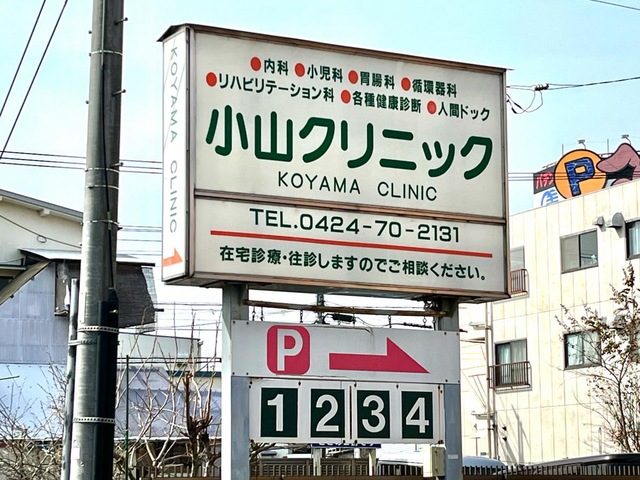 ●内科 ●小児科 ●胃腸科 ●循環器科
●リハビリテーション科 ●各種健康診断 ●人間ドック
小山クリニック
KOYAMA CLINIC
TEL.0424-70-2131
在宅診療・往診しますのでご相談ください。
KOYAMA CLINIC
P
1 2 3 4
P